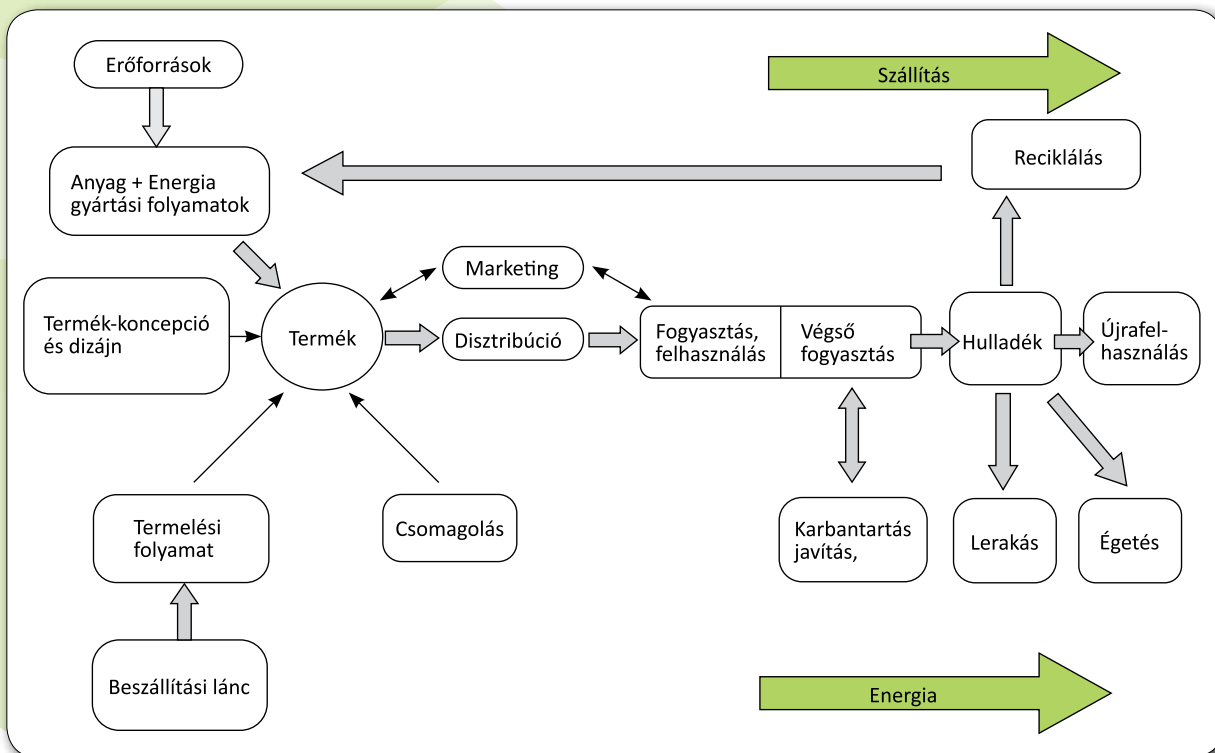 Erőforrások
Szállítás
Reciklálás
Anyag + Energia
gyártási folyamatok
Marketing
Termék-koncepció
és dizájn
Termék
Disztribúció
Fogyasztás,
felhasználás
Végső
fogyasztás
Hulladék
Újrafel-
használás
Termelési
folyamat
Csomagolás
Karbantartás
javítás,
Lerakás
Égetés
Beszállítási lánc
Energia